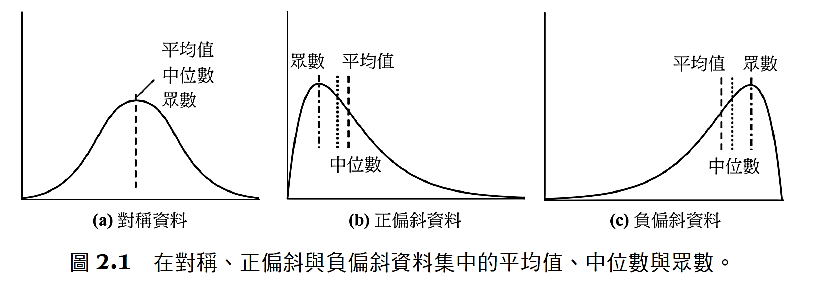 平均值
中位數
眾數
眾數
平均值
中位數
平均值
眾數
中位數
(a) 對稱資料
(b) 正偏斜資料
(c) 負偏斜資料
圖 2.1 在對稱、正偏斜與負偏斜資料集中的平均值、中位數與眾數。